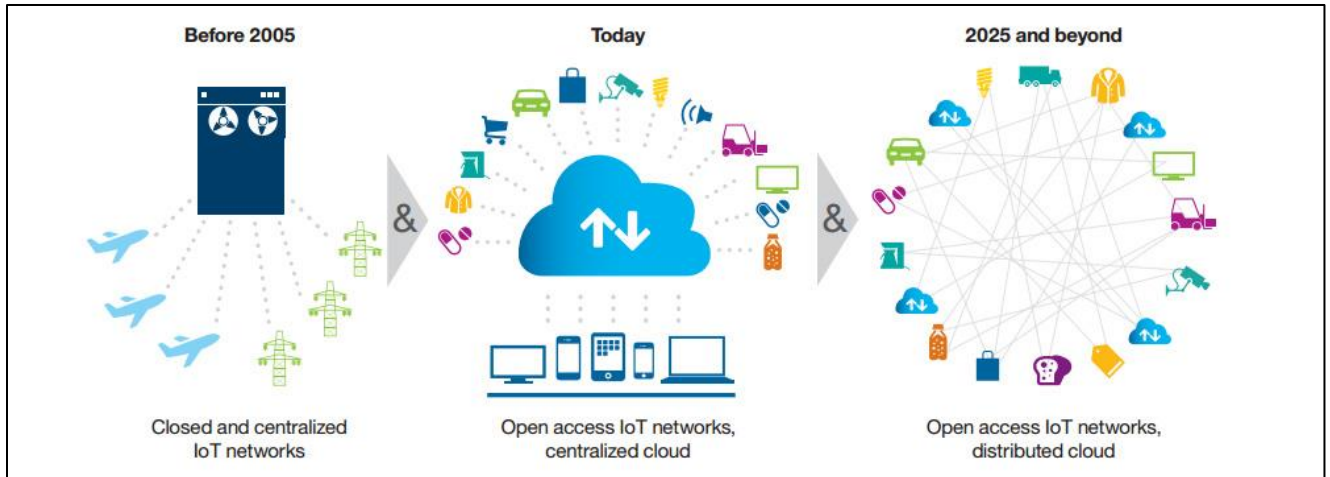 Before 2005
Today
2025 and beyond
&
&
Closed and centralized
IoT networks
Open access IoT networks,
centralized cloud
Open access IoT networks,
distributed cloud